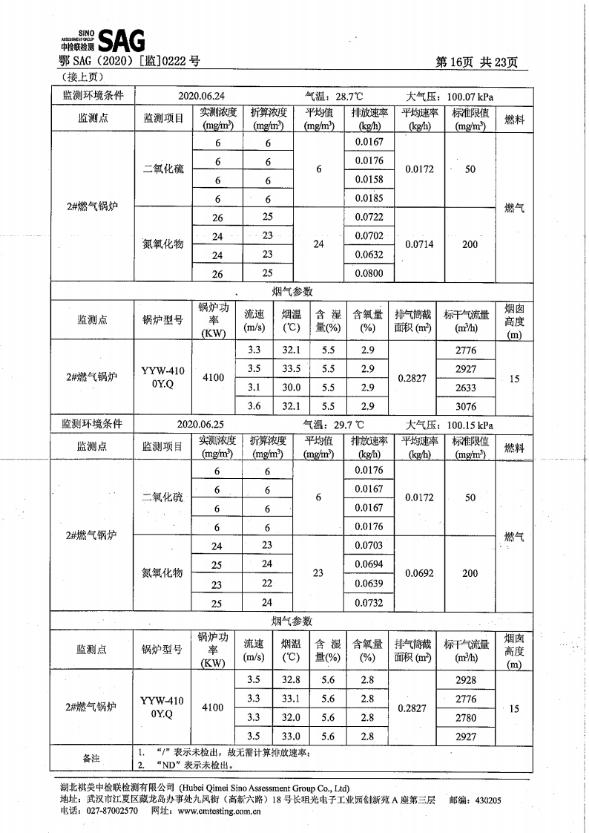 SINO
ASSESSMENT GROUP
中检联检测 SAG
鄂 SAG（2020）[监]0222 号 第 16页 共 23页
（接上页）
监测环境条件 2020.06.24 气温：28.7℃ 大气压：100.07 kPa
监测点 监测项目 实测浓度(mg/m³) 折算浓度(mg/m³) 平均值(mg/m³) 排放速率(kg/h) 平均速率(kg/h) 标准限值(mg/m³) 燃料
2#燃气锅炉 二氧化硫 6 6 6 0.0167 0.0172 50 燃气
6 6 0.0176
6 6 0.0158
6 6 0.0185
氮氧化物 26 25 24 0.0722 0.0714 200
24 23 0.0702
24 23 0.0632
26 25 0.0800
烟气参数
监测点 锅炉型号 锅炉功率(KW) 流速(m/s) 烟温(℃) 含湿量(%) 含氧量(%) 排气筒截面积(m²) 标干气流量(m³/h) 烟囱高度(m)
2#燃气锅炉 YYW-4100Y.Q 4100 3.3 32.1 5.5 2.9 0.2827 2776 15
3.5 33.5 5.5 2.9 2927
3.1 30.0 5.5 2.9 2633
3.6 32.1 5.5 2.9 3076
监测环境条件 2020.06.25 气温：29.7℃ 大气压：100.15 kPa
监测点 监测项目 实测浓度(mg/m³) 折算浓度(mg/m³) 平均值(mg/m³) 排放速率(kg/h) 平均速率(kg/h) 标准限值(mg/m³) 燃料
2#燃气锅炉 二氧化硫 6 6 6 0.0176 0.0172 50 燃气
6 6 0.0167
6 6 0.0167
6 6 0.0176
氮氧化物 24 23 23 0.0703 0.0692 200
25 24 0.0694
23 22 0.0639
25 24 0.0732
烟气参数
监测点 锅炉型号 锅炉功率(KW) 流速(m/s) 烟温(℃) 含湿量(%) 含氧量(%) 排气筒截面积(m²) 标干气流量(m³/h) 烟囱高度(m)
2#燃气锅炉 YYW-4100Y.Q 4100 3.5 32.8 5.6 2.8 0.2827 2928 15
3.3 33.1 5.6 2.8 2776
3.3 32.0 5.6 2.8 2780
3.5 33.0 5.6 2.8 2927
备注 1. “/”表示未检出，故无需计算排放速率；
2. “ND”表示未检出。
湖北祺美中检联检测有限公司 (Hubei Qimei Sino Assessment Group Co., Ltd)
地址：武汉市江夏区藏龙岛办事处九凤街（高新六路）18 号长咀光电子工业园创新苑 A 座第三层 邮编：430205
电话：027-87002570 网址：www.cmtesting.com.cn